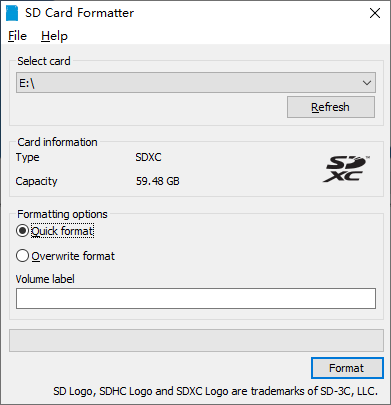 SD Card Formatter
File Help
Select card
E:\
Refresh
Card information
Type SDXC
Capacity 59.48 GB
SD
XC
Formatting options
Quick format
Overwrite format
Volume label
Format
SD Logo, SDHC Logo and SDXC Logo are trademarks of SD-3C, LLC.